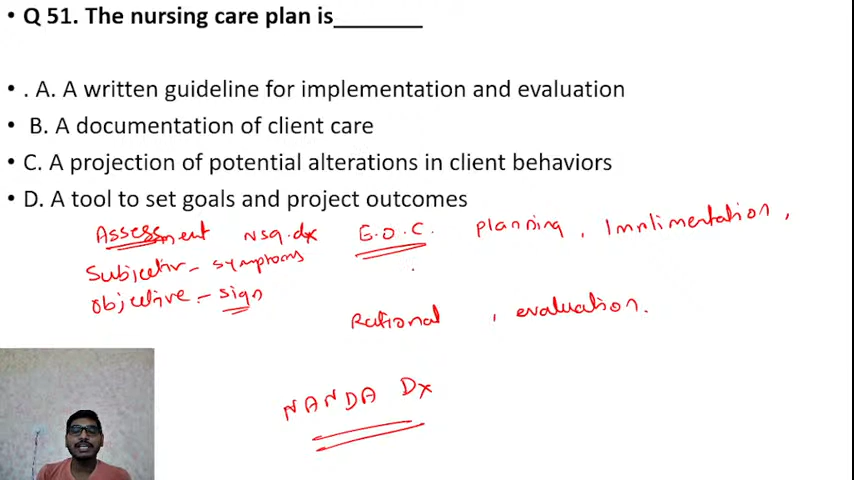 • Q 51. The nursing care plan is________
• . A. A written guideline for implementation and evaluation
• B. A documentation of client care
• C. A projection of potential alterations in client behaviors
• D. A tool to set goals and project outcomes
Assessment Nsg.dx E.O.C. planning, Implimentation,
Subjective - symptoms
Objective - sign
Rational, evaluation.
NANDA Dx